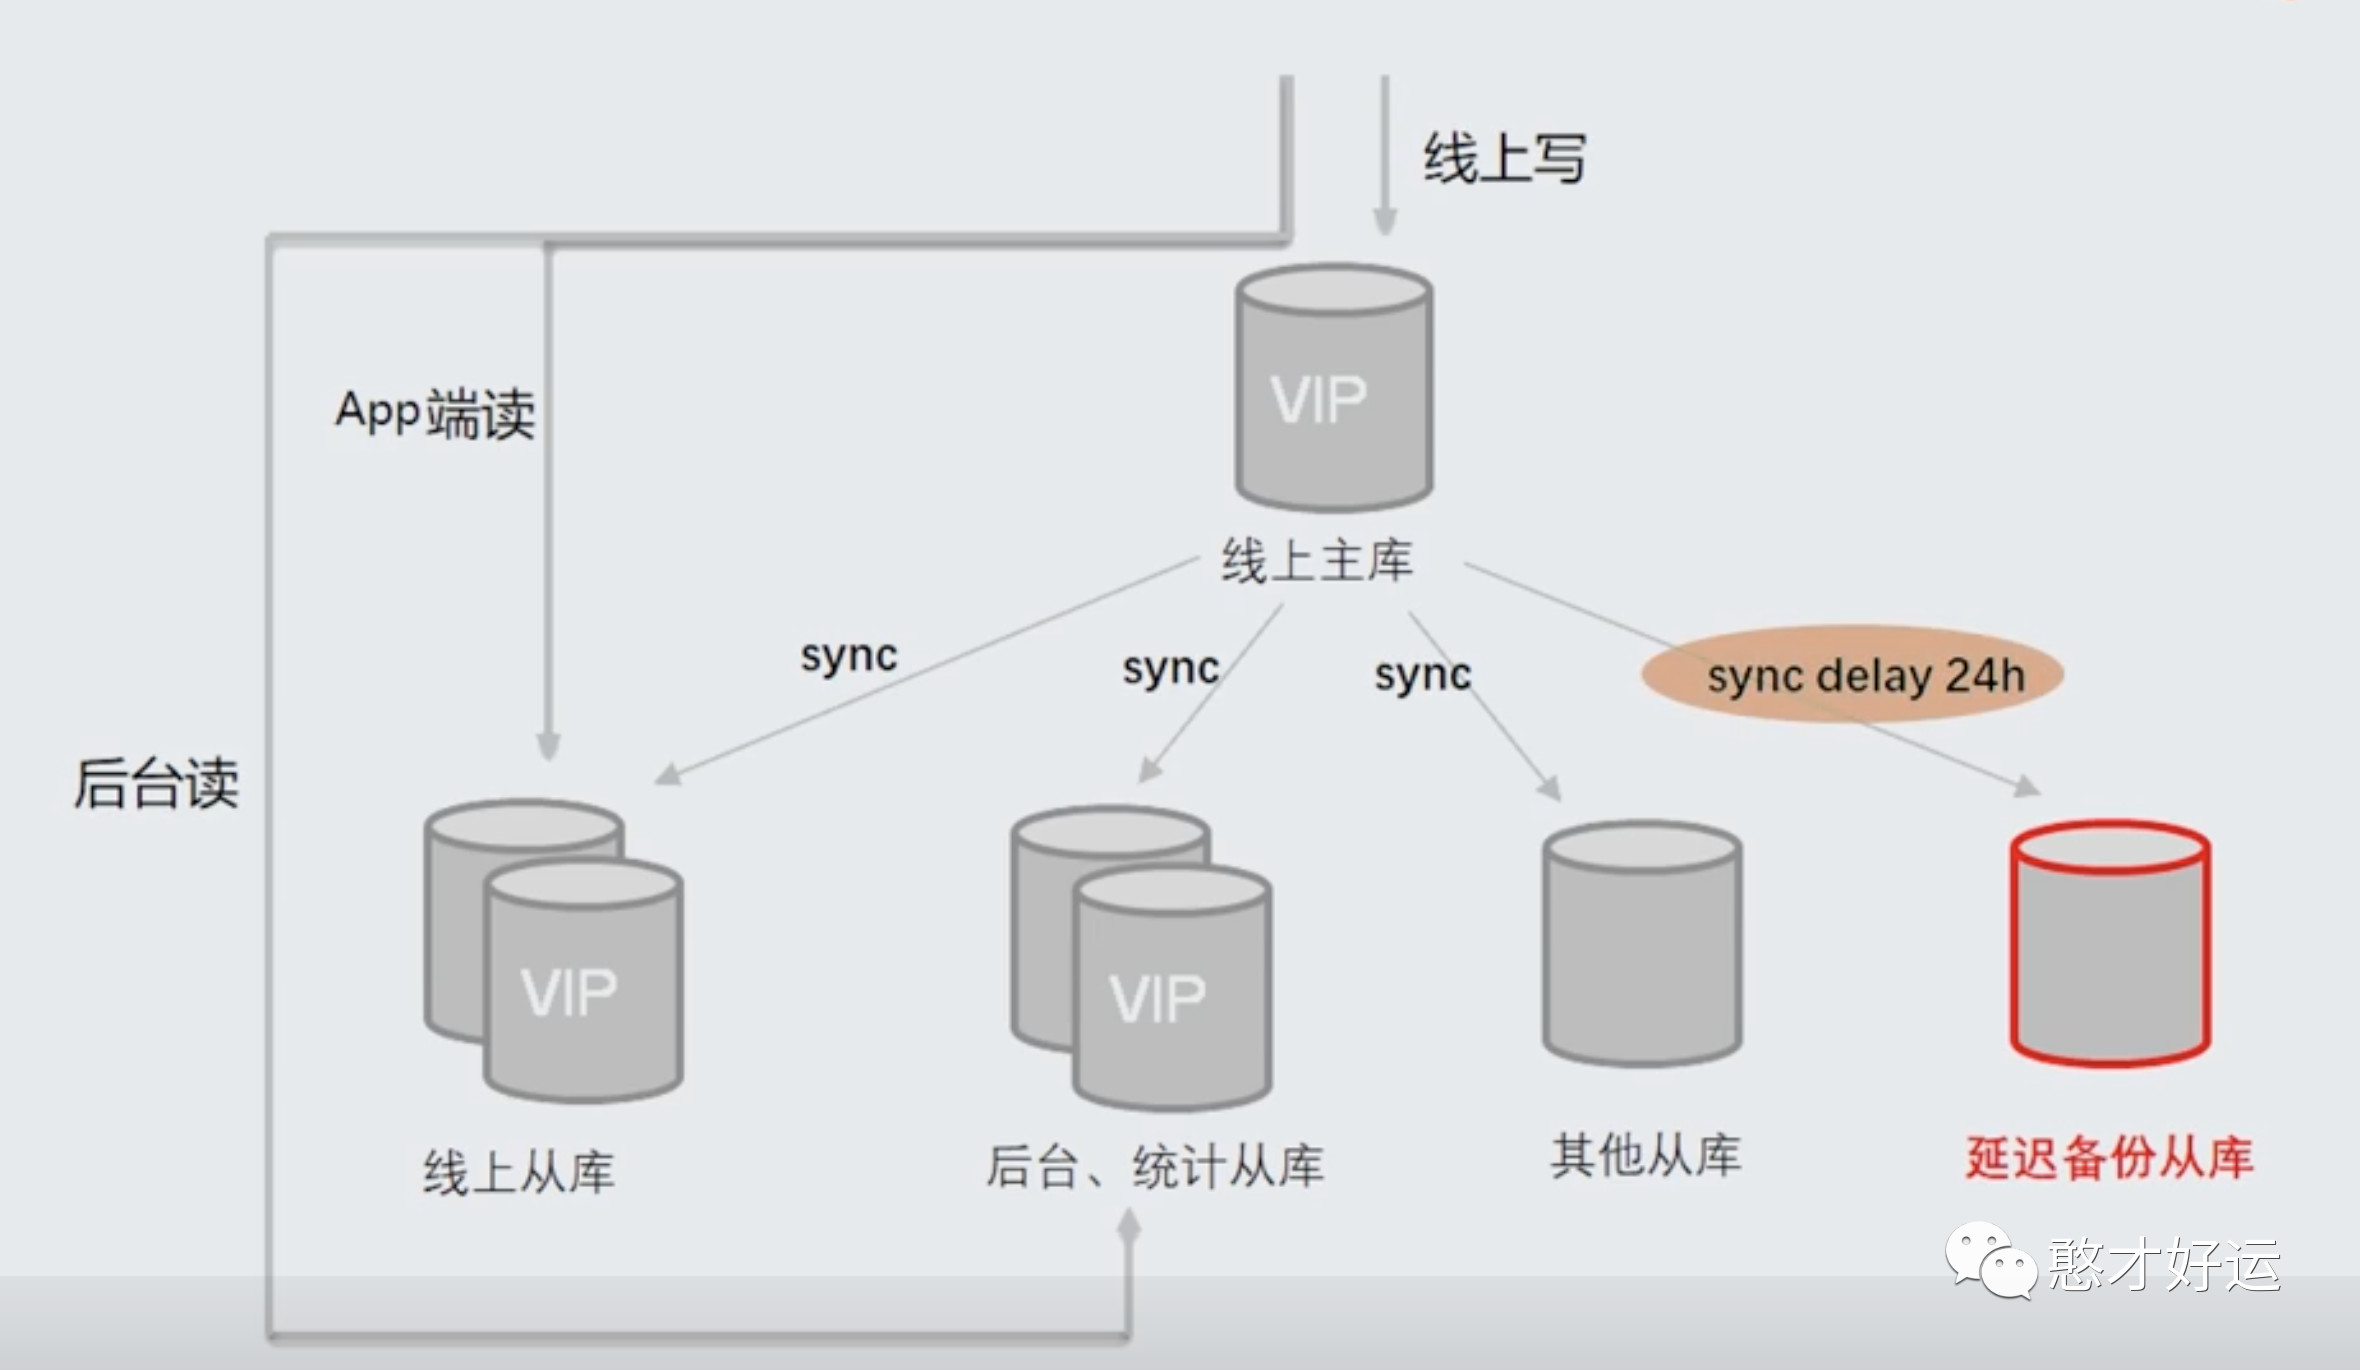 线上写
VIP
App端读
线上主库
sync
sync
sync
sync delay 24h
后台读
VIP
VIP
线上从库
后台、统计从库
其他从库
延迟备份从库
憨才好运